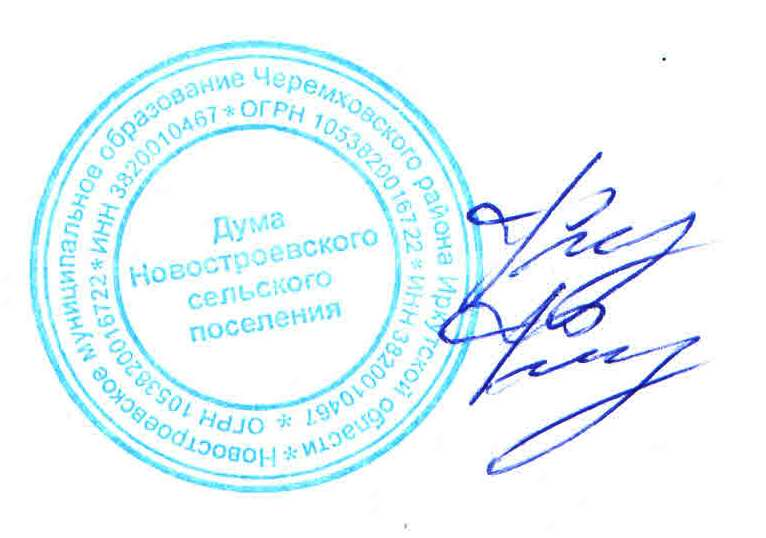 Новостроевское муниципальное образование Черемховского района Иркутской области *
ОГРН 1053820016722 * ИНН 3820010467 * ОГРН 1053820016722 * ИНН 3820010467 *
Дума
Новостроевского
сельского
поселения